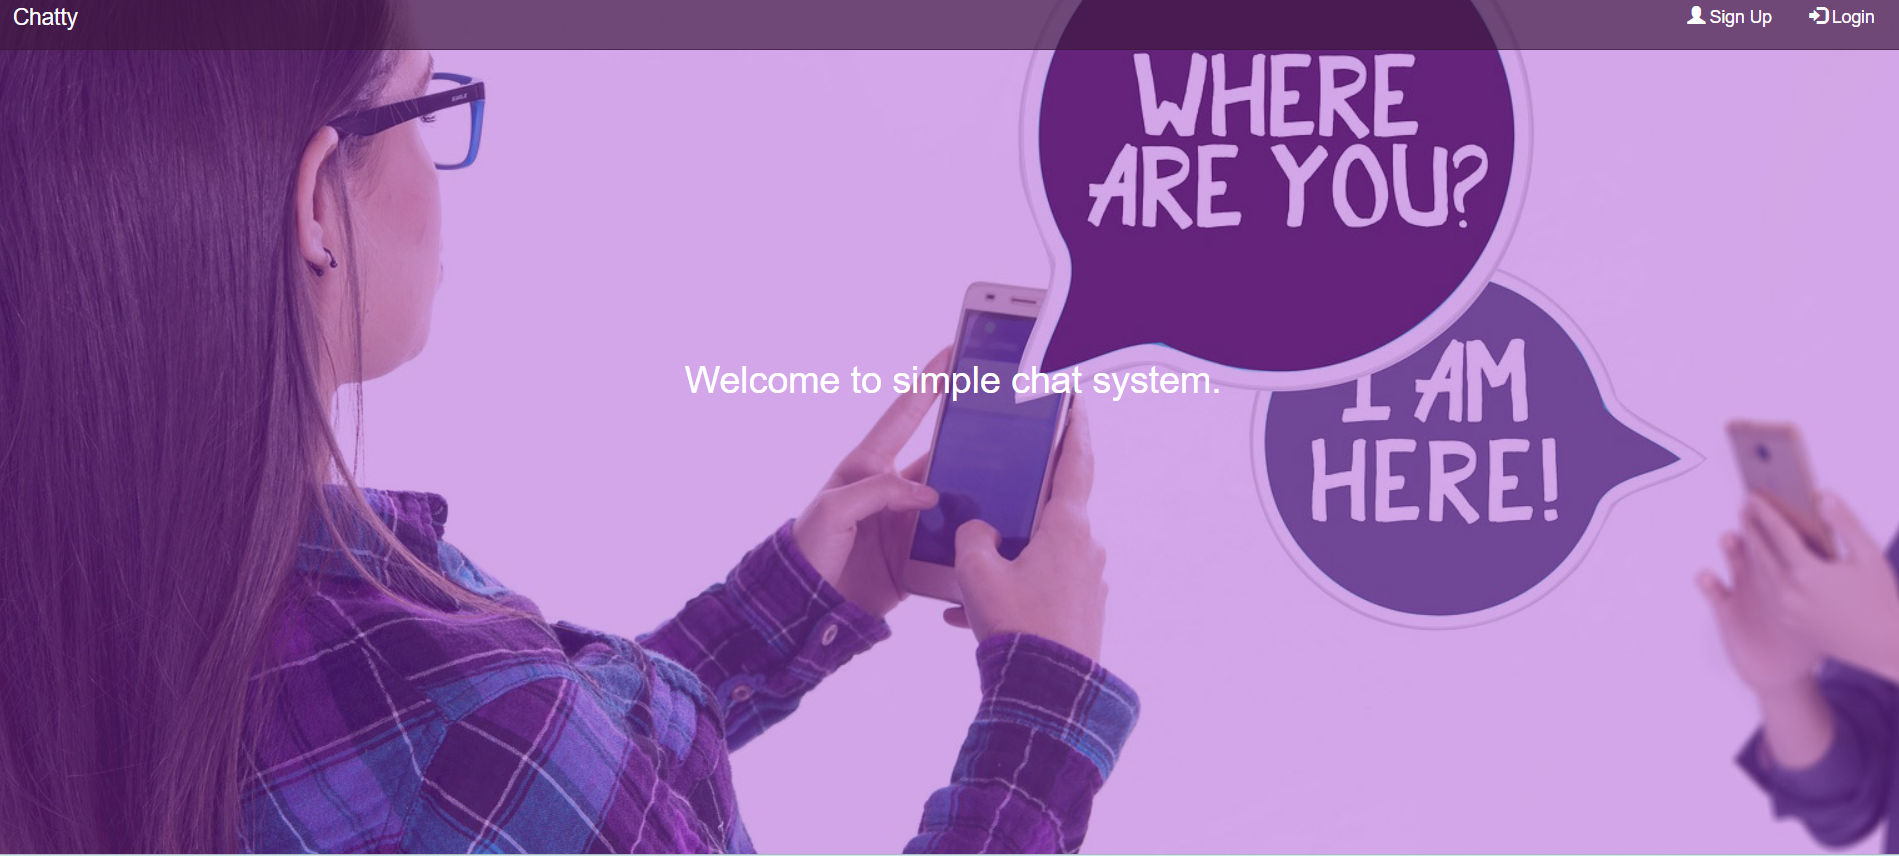 Chatty
Sign Up
Login
WHERE
ARE YOU?
Welcome to simple chat system.
I AM
HERE!